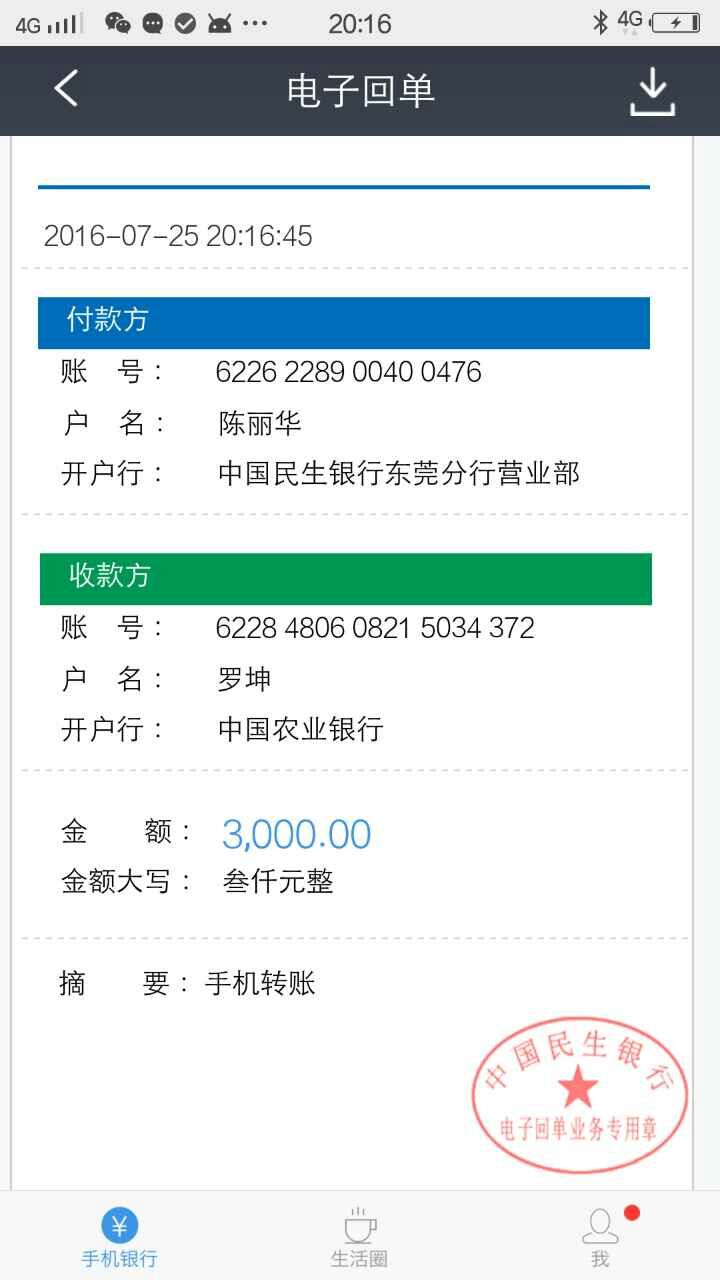 4G 20:16 4G
电子回单
2016-07-25 20:16:45
付款方
账 号： 6226 2289 0040 0476
户 名： 陈丽华
开户行： 中国民生银行东莞分行营业部
收款方
账 号： 6228 4806 0821 5034 372
户 名： 罗坤
开户行： 中国农业银行
金 额： 3,000.00
金额大写： 叁仟元整
摘 要： 手机转账
中国民生银行
电子回单业务专用章
¥
手机银行 生活圈 我